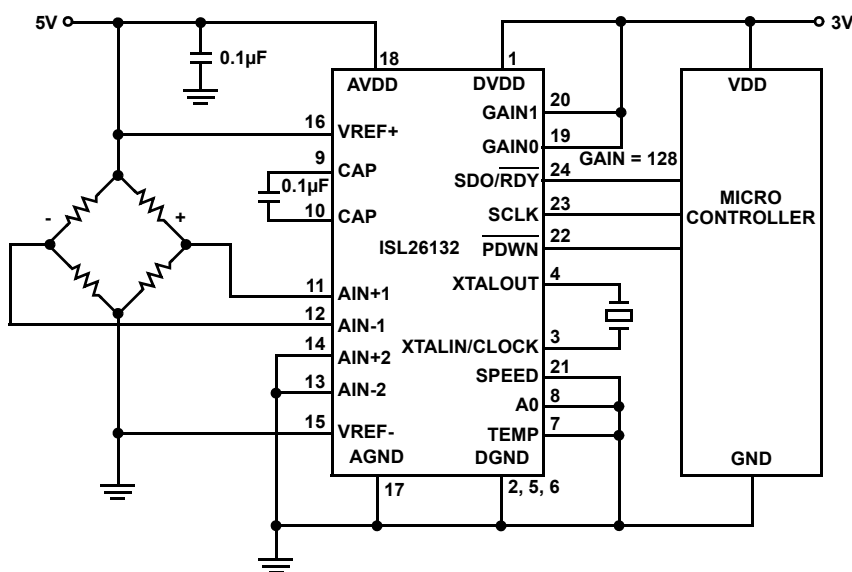 5V
3V
0.1µF
18
1
AVDD
DVDD
VDD
20
GAIN1
16
VREF+
19
GAIN0
GAIN = 128
9
CAP
24
SDO/RDY
0.1µF
MICRO
CONTROLLER
23
SCLK
10
CAP
-
+
ISL26132
22
PDWN
4
XTALOUT
11
AIN+1
12
AIN-1
3
XTALIN/CLOCK
14
AIN+2
21
SPEED
13
AIN-2
8
A0
15
VREF-
7
TEMP
AGND
DGND
GND
17
2, 5, 6